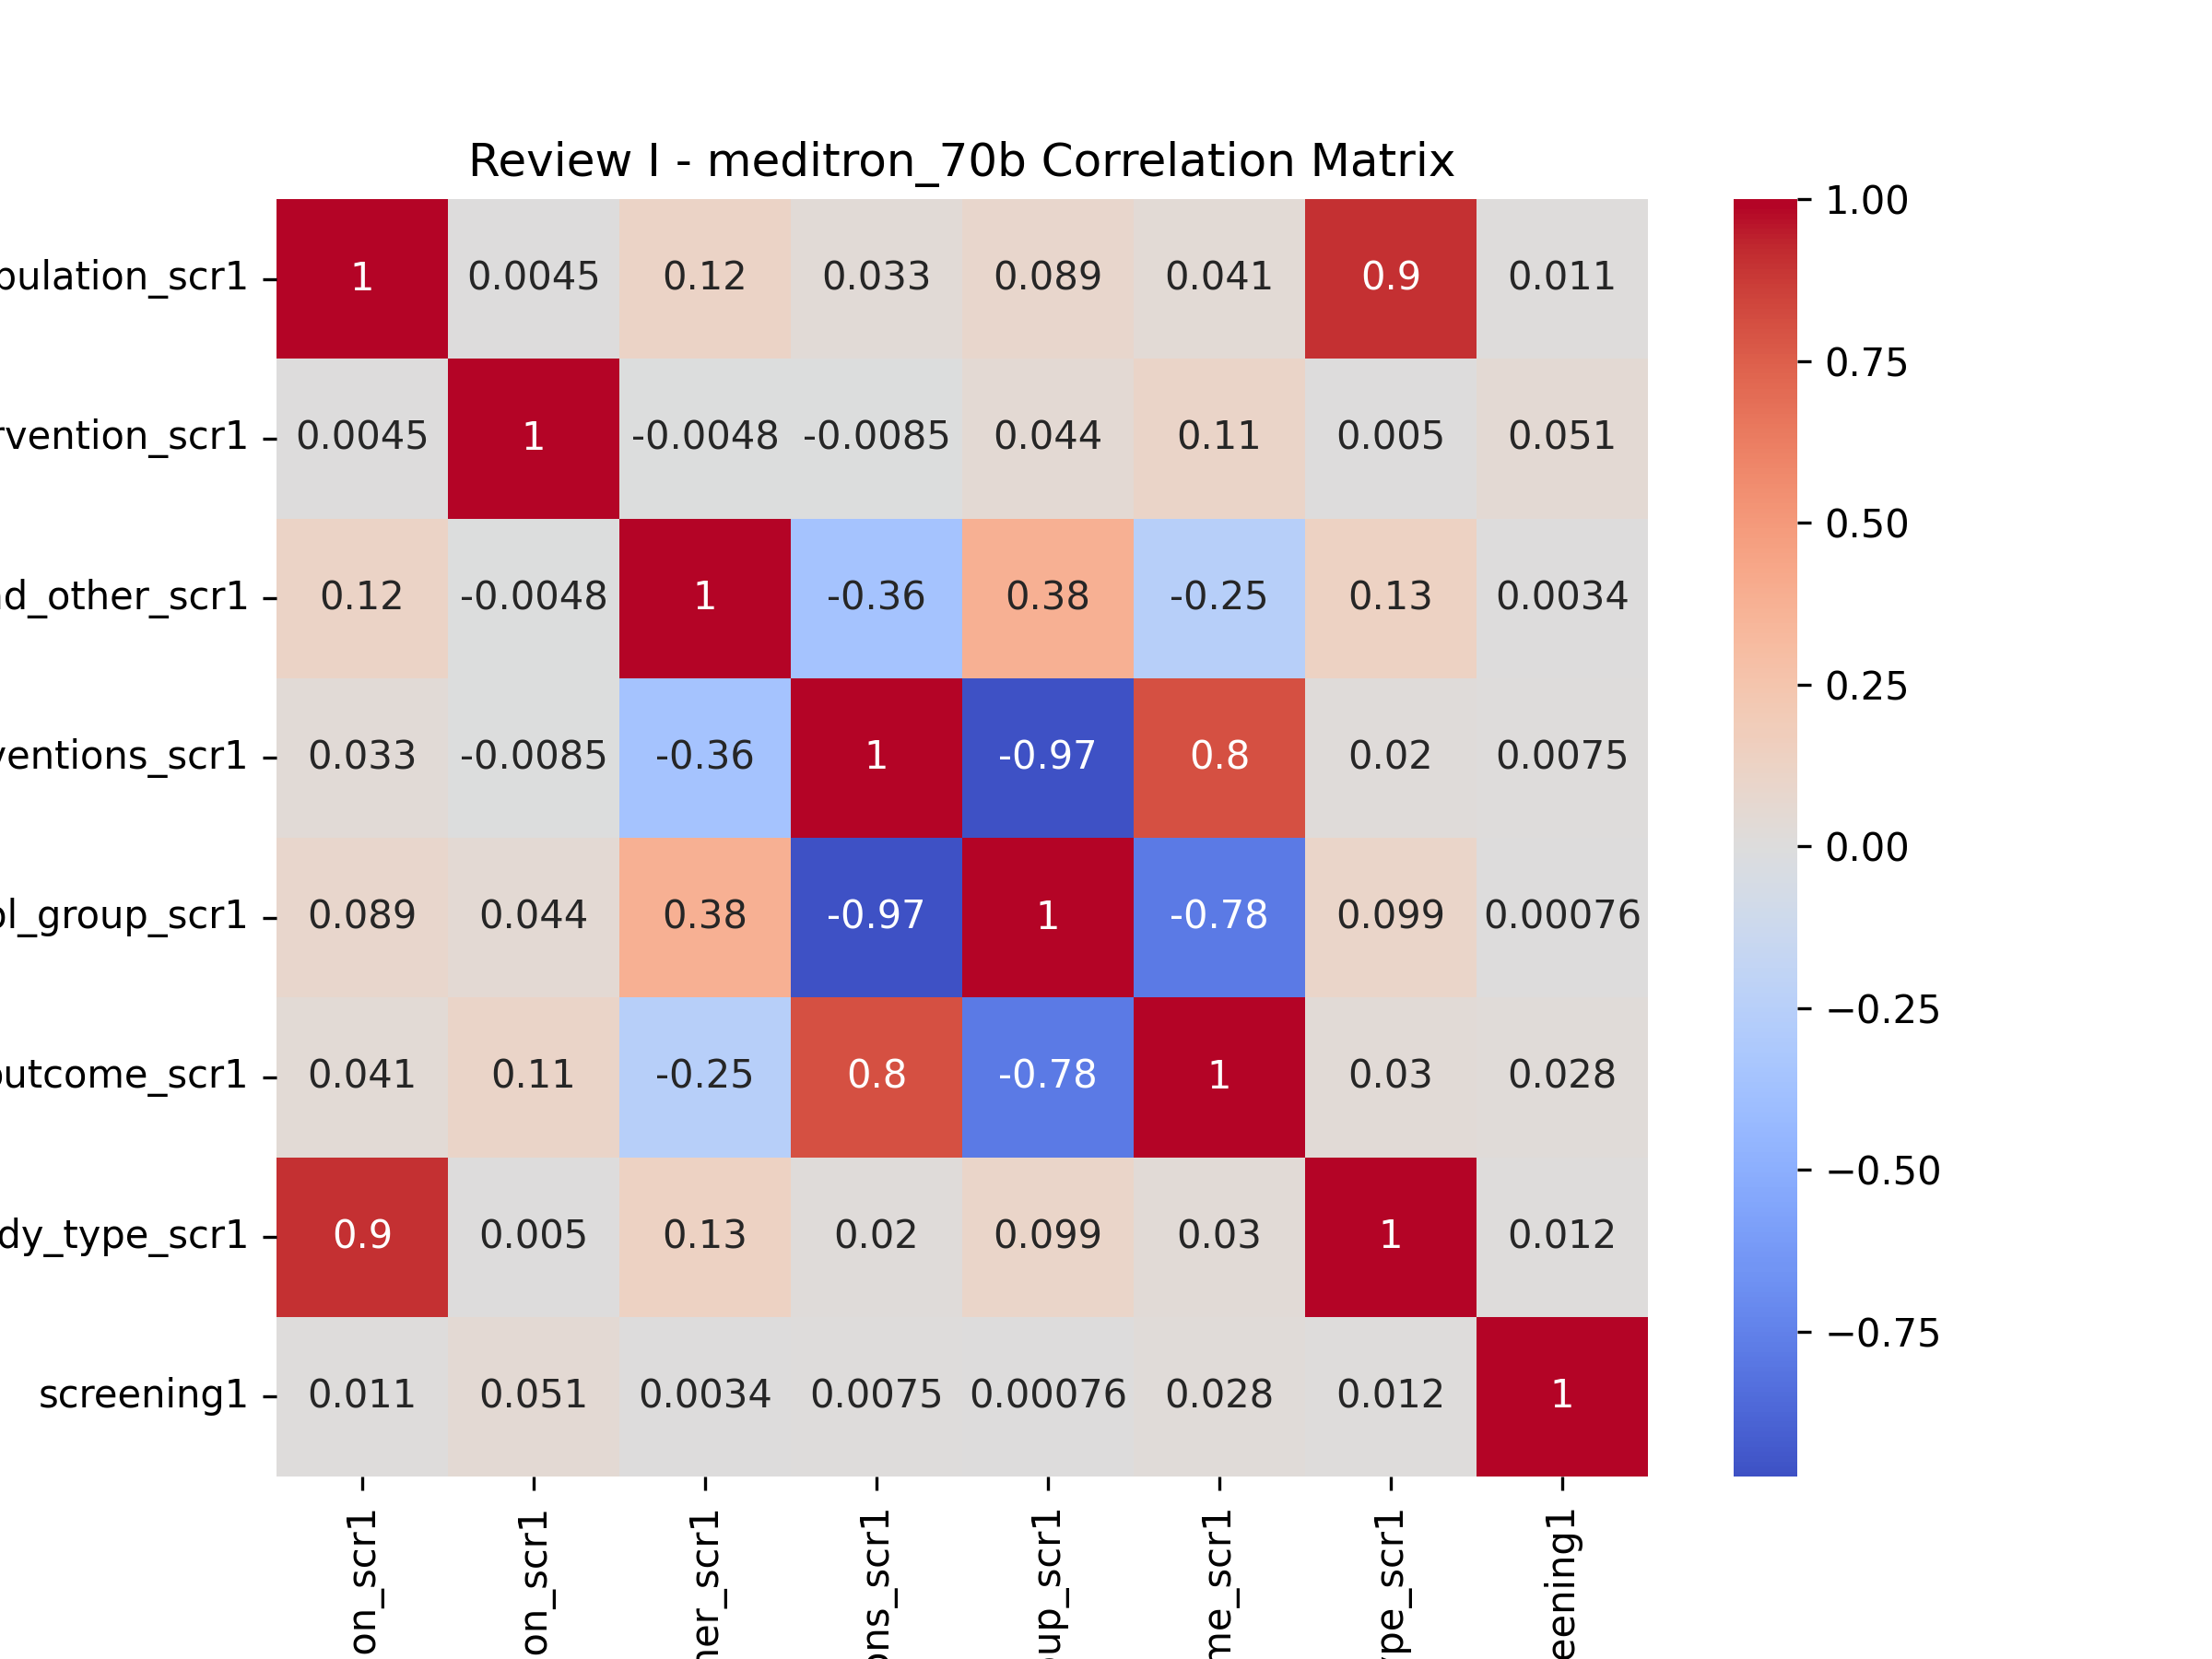 Review I - meditron_70b Correlation Matrix
pulation_scr1 1 0.0045 0.12 0.033 0.089 0.041 0.9 0.011
rvention_scr1 0.0045 1 -0.0048 -0.0085 0.044 0.11 0.005 0.051
d_other_scr1 0.12 -0.0048 1 -0.36 0.38 -0.25 0.13 0.0034
ventions_scr1 0.033 -0.0085 -0.36 1 -0.97 0.8 0.02 0.0075
ol_group_scr1 0.089 0.044 0.38 -0.97 1 -0.78 0.099 0.00076
outcome_scr1 0.041 0.11 -0.25 0.8 -0.78 1 0.03 0.028
dy_type_scr1 0.9 0.005 0.13 0.02 0.099 0.03 1 0.012
screening1 0.011 0.051 0.0034 0.0075 0.00076 0.028 0.012 1
on_scr1
on_scr1
ner_scr1
ons_scr1
oup_scr1
me_scr1
ype_scr1
eening1
1.00
0.75
0.50
0.25
0.00
−0.25
−0.50
−0.75